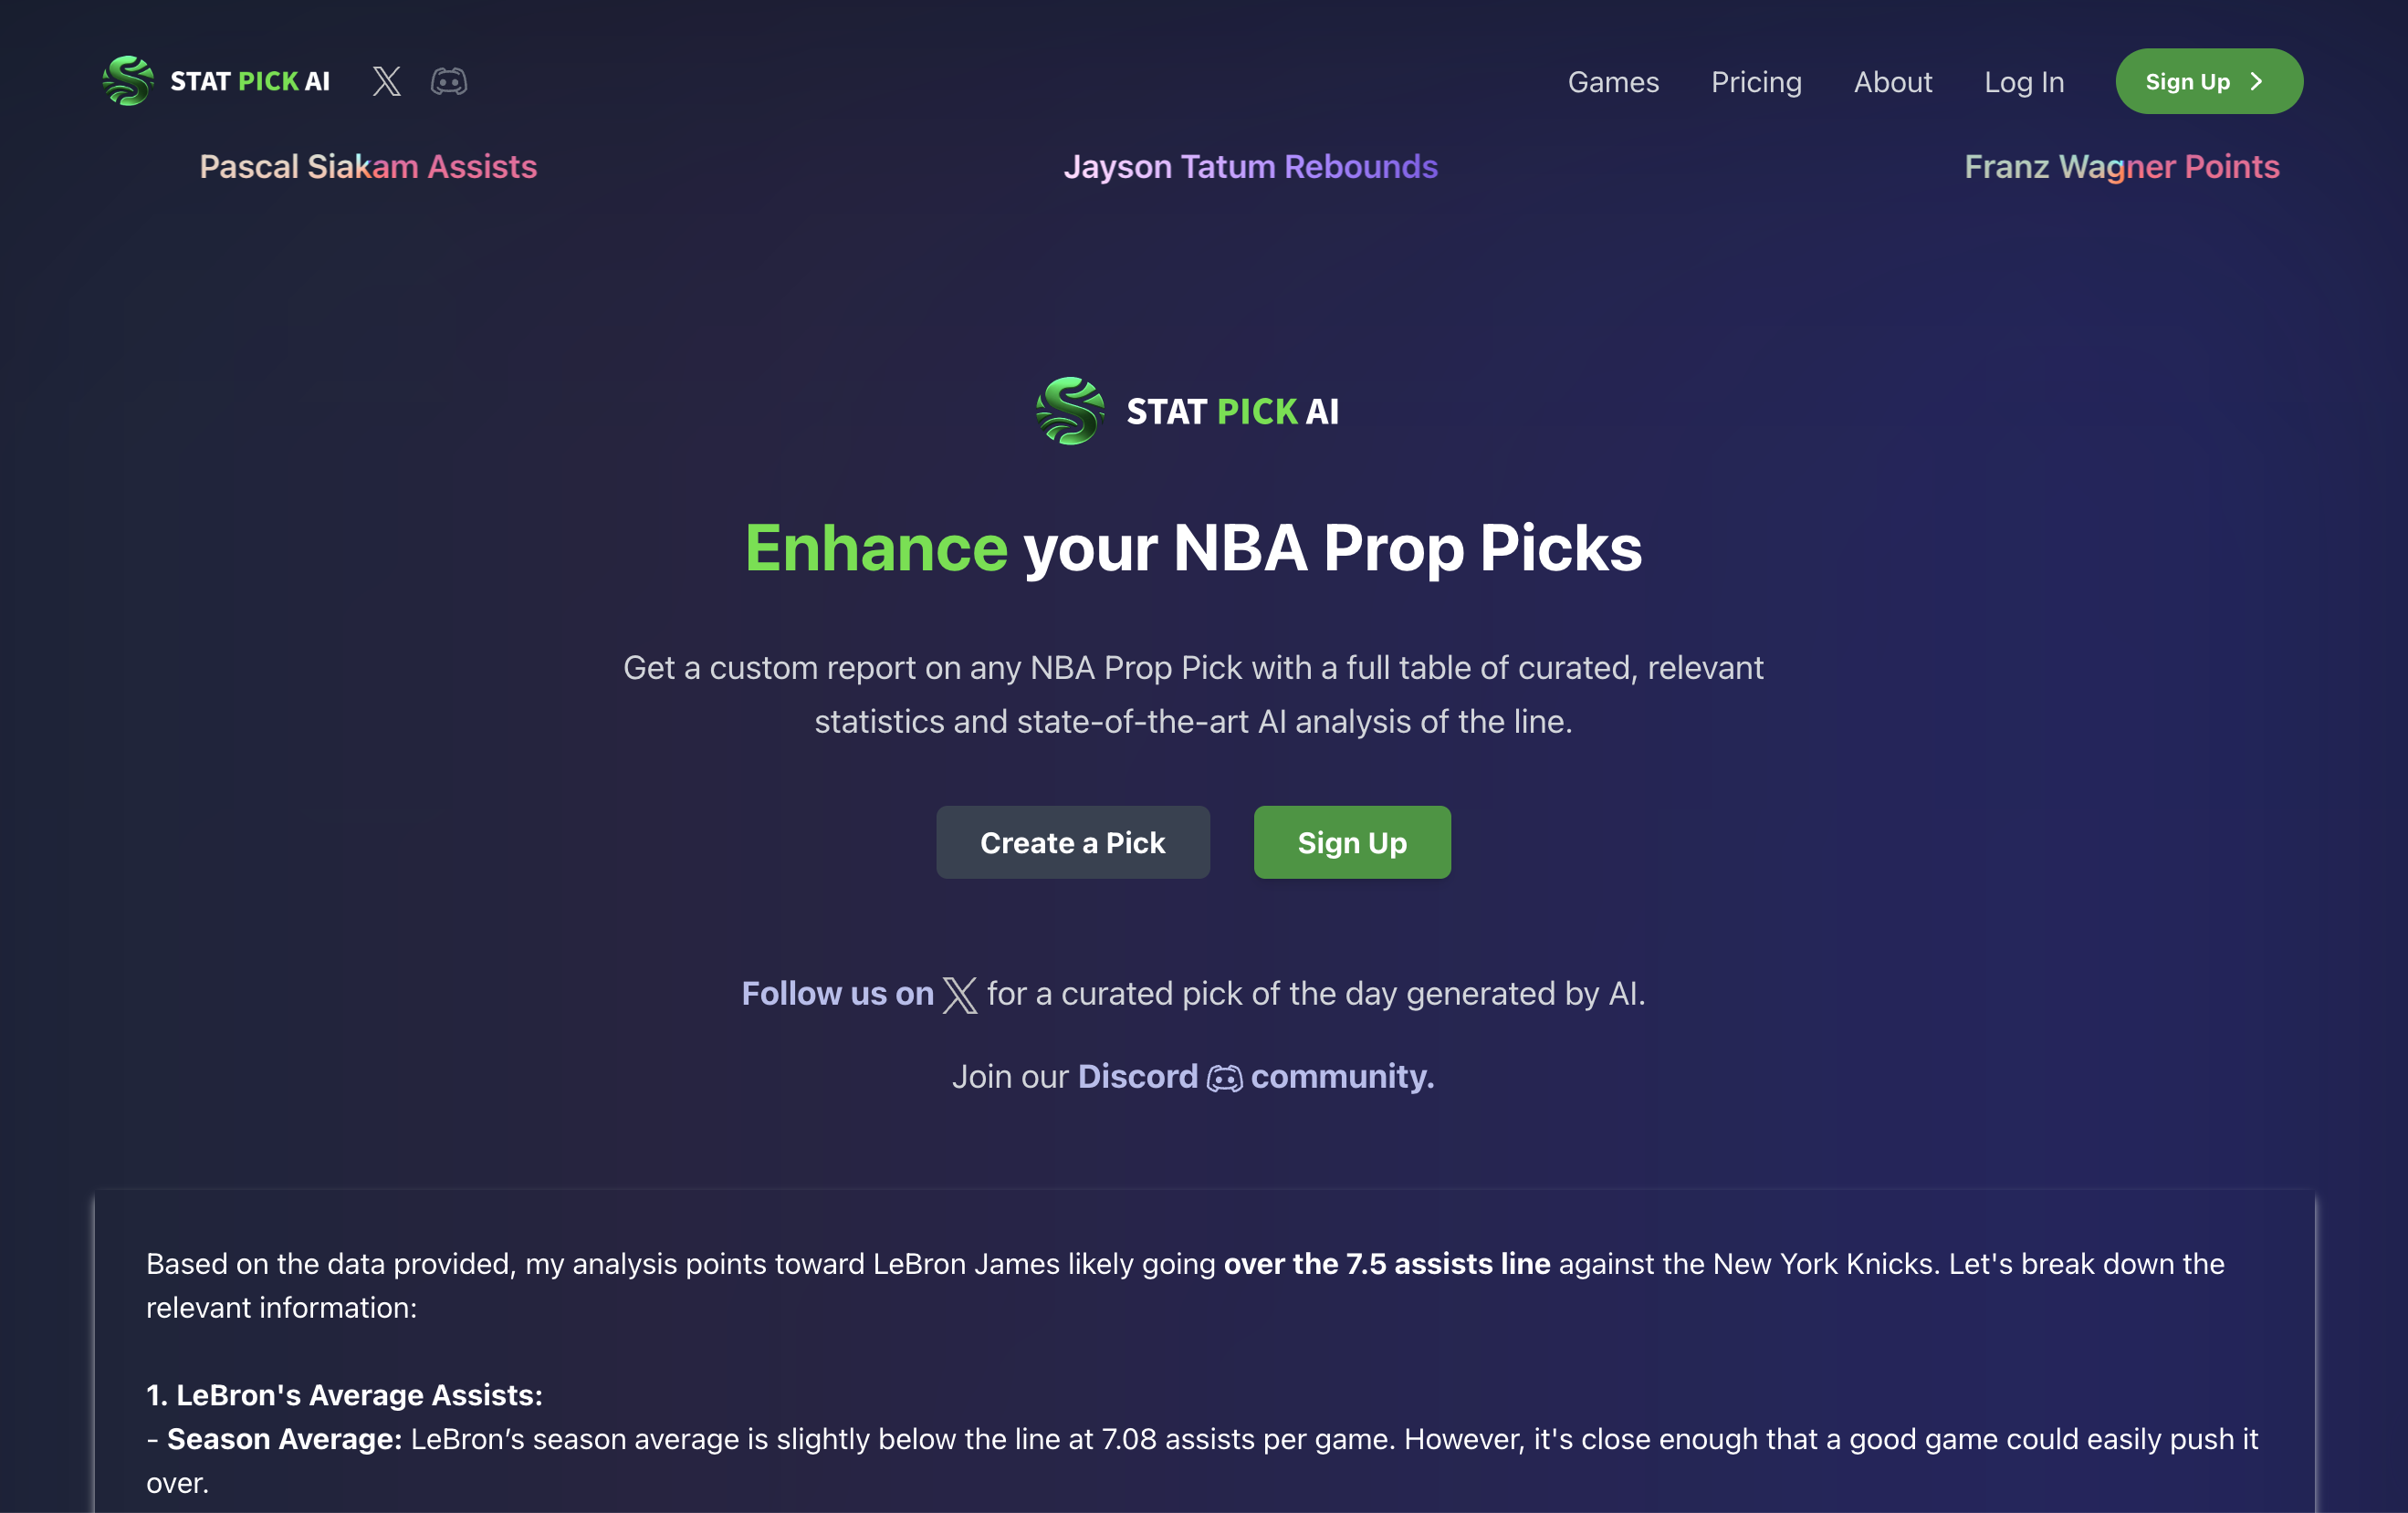 STAT PICK AI
Games Pricing About Log In Sign Up
Pascal Siakam Assists
Jayson Tatum Rebounds
Franz Wagner Points
STAT PICK AI
Enhance your NBA Prop Picks
Get a custom report on any NBA Prop Pick with a full table of curated, relevant
statistics and state-of-the-art AI analysis of the line.
Create a Pick
Sign Up
Follow us on X for a curated pick of the day generated by AI.
Join our Discord community.
Based on the data provided, my analysis points toward LeBron James likely going over the 7.5 assists line against the New York Knicks. Let's break down the
relevant information:
1. LeBron's Average Assists:
- Season Average: LeBron’s season average is slightly below the line at 7.08 assists per game. However, it's close enough that a good game could easily push it
over.